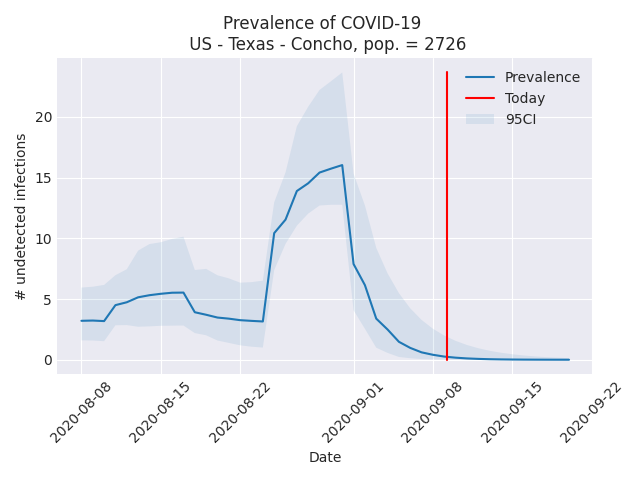 Prevalence of COVID-19
US - Texas - Concho, pop. = 2726
Prevalence
Today
95CI
# undetected infections
20
15
10
5
0
2020-08-08
2020-08-15
2020-08-22
2020-09-01
2020-09-08
2020-09-15
2020-09-22
Date